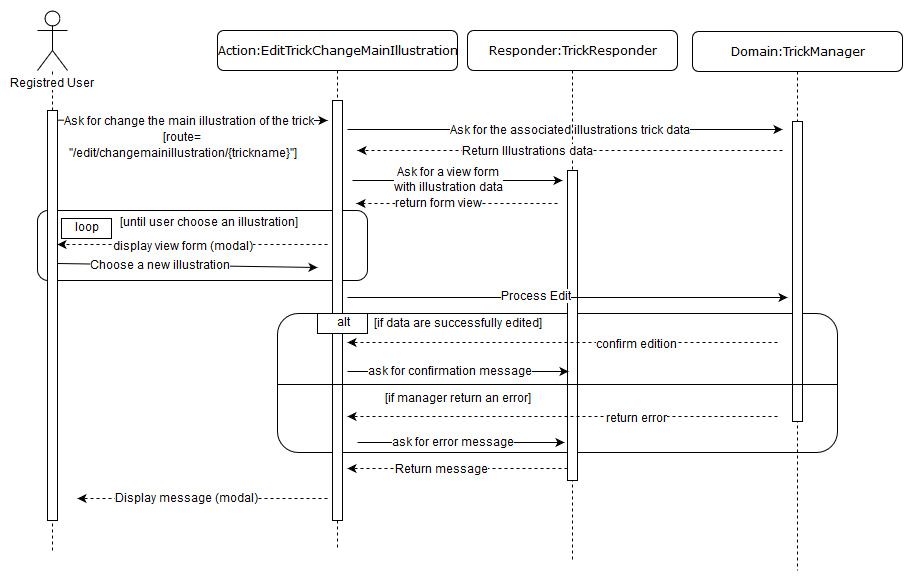 Registred User
Action:EditTrickChangeMainIllustration
Responder:TrickResponder
Domain:TrickManager
Ask for change the main illustration of the trick
[route=
"/edit/changemainillustration/{trickname}"]
Ask for the associated illustrations trick data
Return Illustrations data
Ask for a view form
with illustration data
return form view
loop
[until user choose an illustration]
display view form (modal)
Choose a new illustration
Process Edit
alt
[if data are successfully edited]
confirm edition
ask for confirmation message
[if manager return an error]
return error
ask for error message
Return message
Display message (modal)